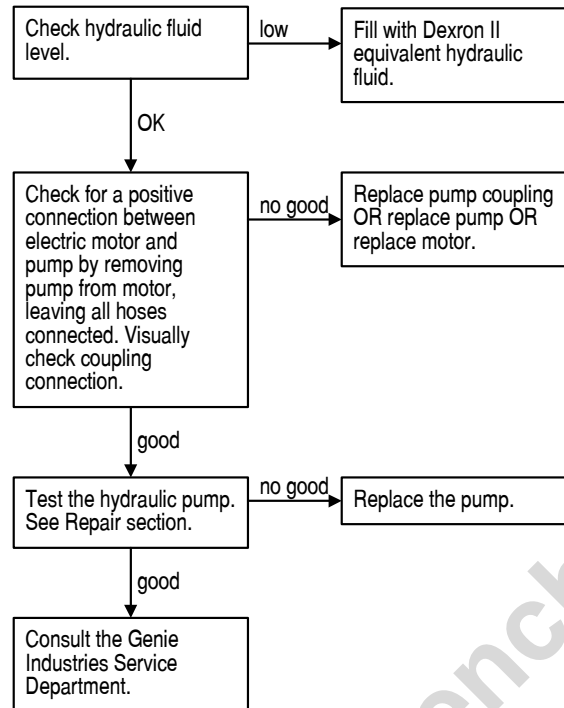 Check hydraulic fluid
level.
low
Fill with Dexron II
equivalent hydraulic
fluid.
OK
Check for a positive
connection between
electric motor and
pump by removing
pump from motor,
leaving all hoses
connected. Visually
check coupling
connection.
no good
Replace pump coupling
OR replace pump OR
replace motor.
good
Test the hydraulic pump.
See Repair section.
no good
Replace the pump.
good
Consult the Genie
Industries Service
Department.